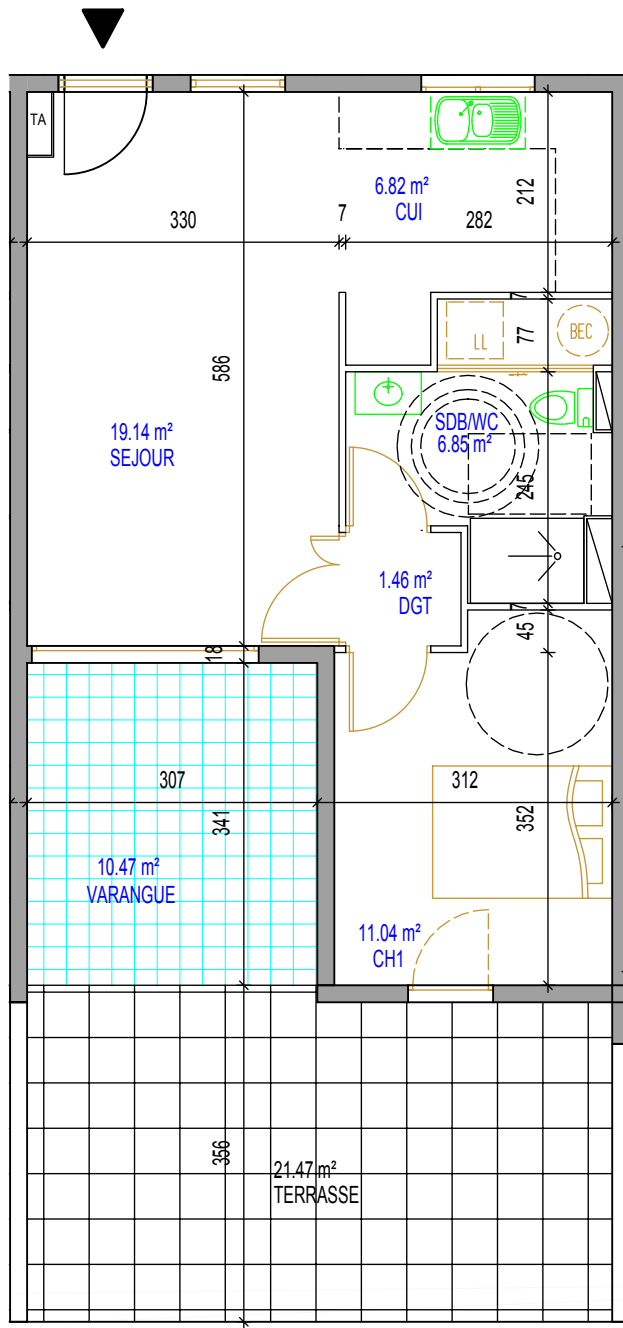 TA
6.82 m²
CUI
212
330
7
282
7
77
LL
BEC
586
19.14 m²
SEJOUR
SDB/WC
6.85 m²
245
1.46 m²
DGT
7
45
18
307
312
341
352
10.47 m²
VARANGUE
11.04 m²
CH1
356
21.47 m²
TERRASSE